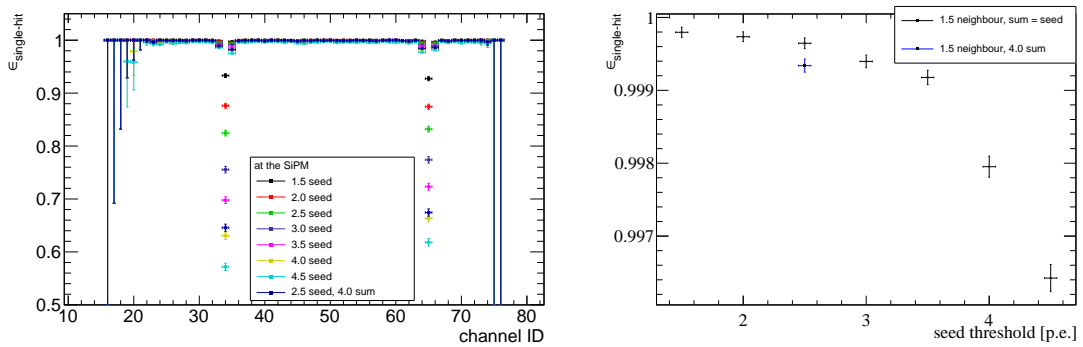 ϵsingle-hit
1
0.9
0.8
0.7
0.6
0.5
10 20 30 40 50 60 70 80
channel ID
at the SiPM
1.5 seed
2.0 seed
2.5 seed
3.0 seed
3.5 seed
4.0 seed
4.5 seed
2.5 seed, 4.0 sum
ϵsingle-hit
1
0.999
0.998
0.997
2 3 4
seed threshold [p.e.]
1.5 neighbour, sum = seed
1.5 neighbour, 4.0 sum